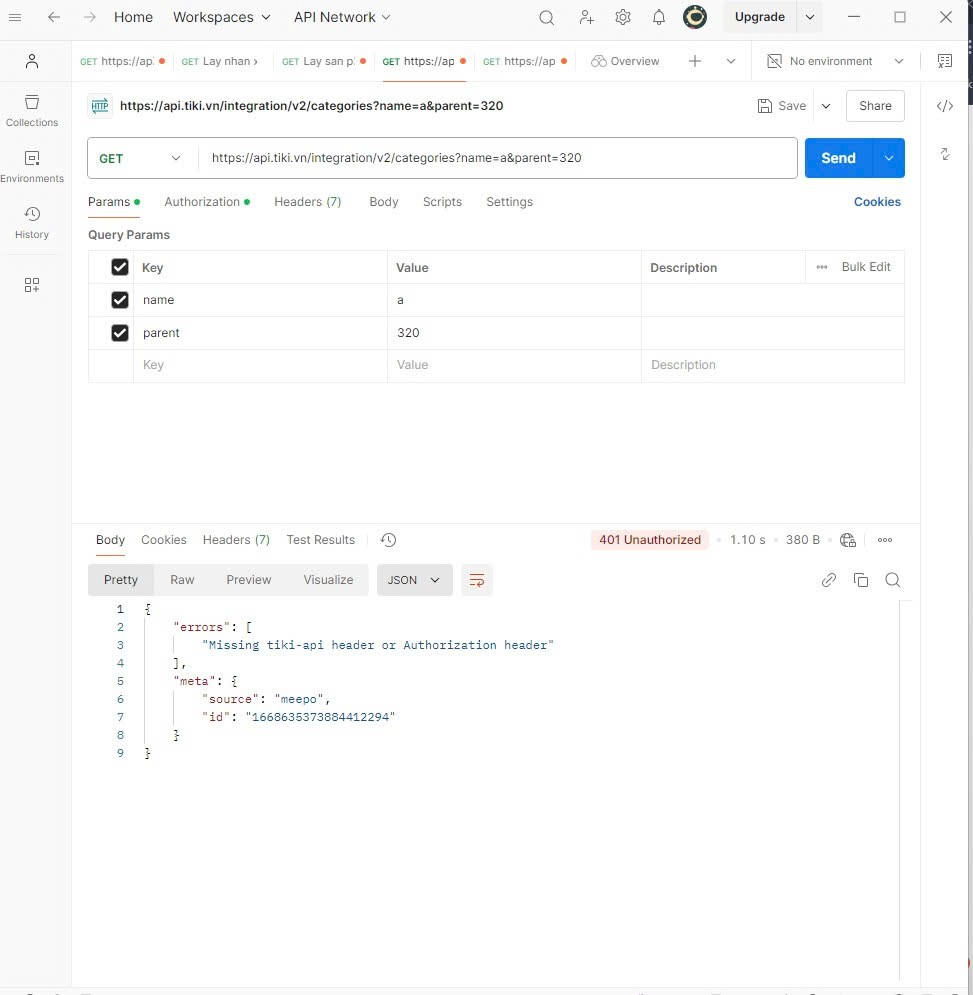 Home Workspaces API Network Upgrade
GET https://ap. GET Lay nhan GET Lay san p. GET https://ap GET https://ap Overview No environment
HTTP https://api.tiki.vn/integration/v2/categories?name=a&parent=320 Save Share
Collections
GET https://api.tiki.vn/integration/v2/categories?name=a&parent=320 Send
Environments
Params Authorization Headers (7) Body Scripts Settings Cookies
History
Query Params
Key Value Description Bulk Edit
name a
parent 320
Key Value Description
Body Cookies Headers (7) Test Results 401 Unauthorized 1.10 s 380 B
Pretty Raw Preview Visualize JSON
1 {
2 "errors": [
3 "Missing tiki-api header or Authorization header"
4 ],
5 "meta": {
6 "source": "meepo",
7 "id": "1668635373884412294"
8 }
9 }